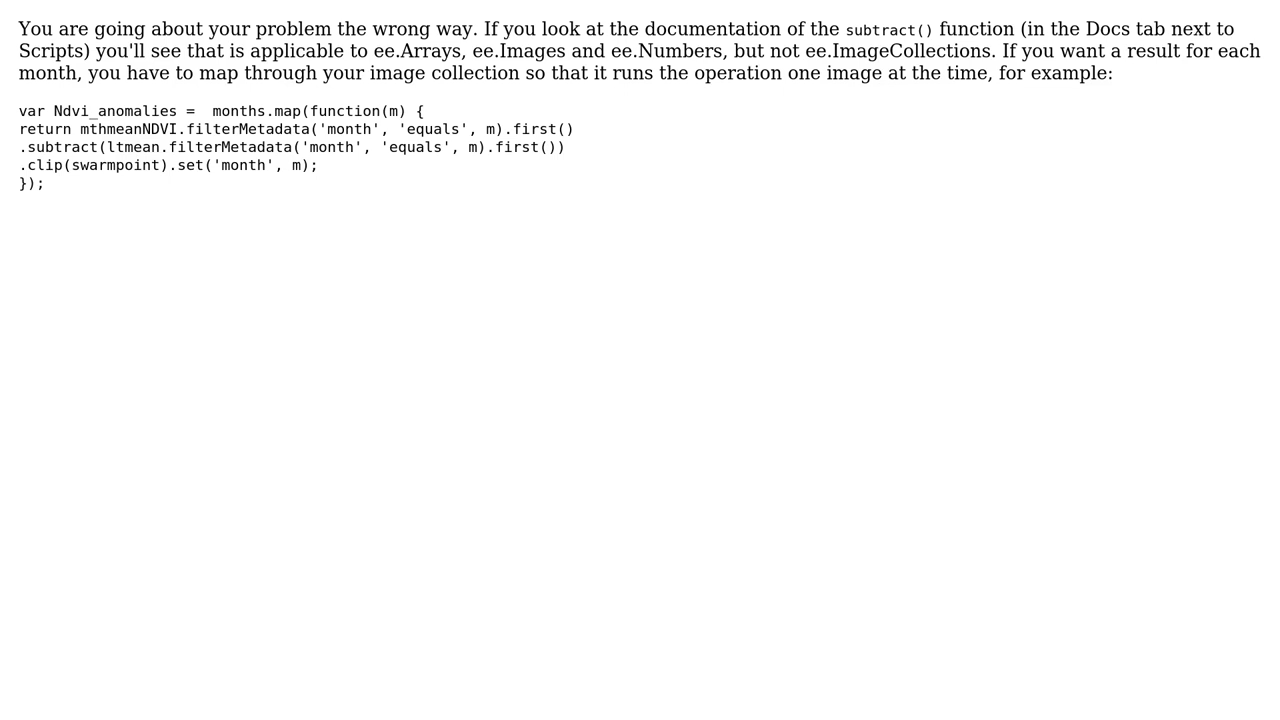 You are going about your problem the wrong way. If you look at the documentation of the subtract() function (in the Docs tab next to
Scripts) you'll see that is applicable to ee.Arrays, ee.Images and ee.Numbers, but not ee.ImageCollections. If you want a result for each
month, you have to map through your image collection so that it runs the operation one image at the time, for example:
var Ndvi_anomalies =  months.map(function(m) {
return mthmeanNDVI.filterMetadata('month', 'equals', m).first()
.subtract(ltmean.filterMetadata('month', 'equals', m).first())
.clip(swarmpoint).set('month', m);
});